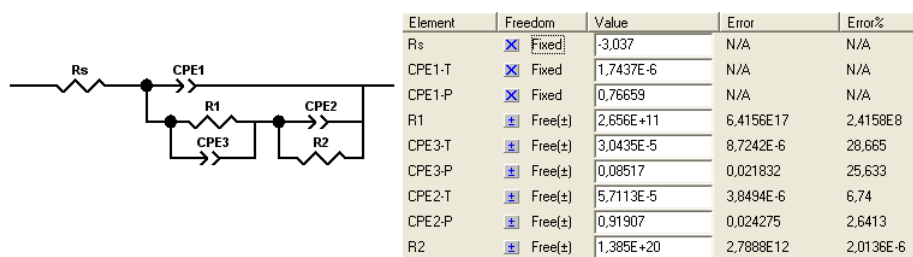 Rs
CPE1
R1
CPE3
CPE2
R2
Element Freedom Value Error Error%
Rs Fixed -3,037 N/A N/A
CPE1-T Fixed 1,7437E-6 N/A N/A
CPE1-P Fixed 0,76659 N/A N/A
R1 Free(±) 2,656E+11 6,4156E17 2,4158E8
CPE3-T Free(±) 3,0435E-5 8,7242E-6 28,665
CPE3-P Free(±) 0,08517 0,021832 25,633
CPE2-T Free(±) 5,7113E-5 3,8494E-6 6,74
CPE2-P Free(±) 0,91907 0,024275 2,6413
R2 Free(±) 1,385E+20 2,7888E12 2,0136E-6